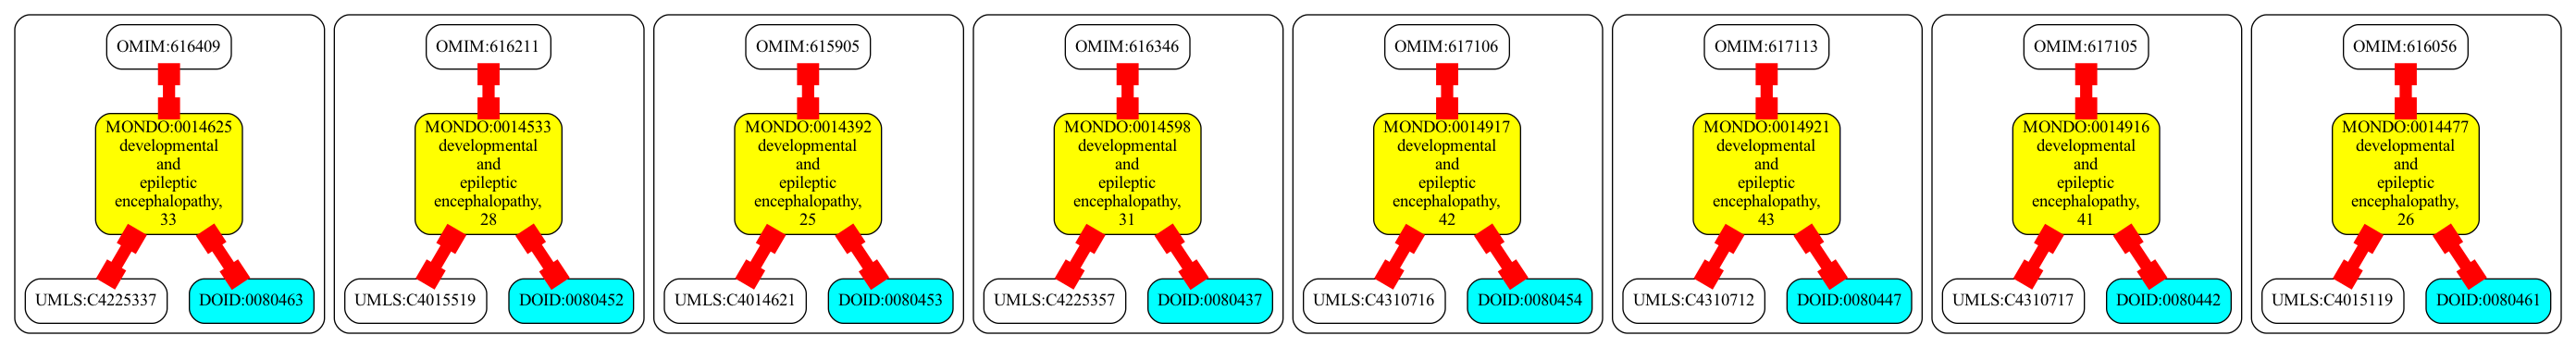 OMIM:616409
MONDO:0014625
developmental
and
epileptic
encephalopathy,
33
UMLS:C4225337
DOID:0080463
OMIM:616211
MONDO:0014533
developmental
and
epileptic
encephalopathy,
28
UMLS:C4015519
DOID:0080452
OMIM:615905
MONDO:0014392
developmental
and
epileptic
encephalopathy,
25
UMLS:C4014621
DOID:0080453
OMIM:616346
MONDO:0014598
developmental
and
epileptic
encephalopathy,
31
UMLS:C4225357
DOID:0080437
OMIM:617106
MONDO:0014917
developmental
and
epileptic
encephalopathy,
42
UMLS:C4310716
DOID:0080454
OMIM:617113
MONDO:0014921
developmental
and
epileptic
encephalopathy,
43
UMLS:C4310712
DOID:0080447
OMIM:617105
MONDO:0014916
developmental
and
epileptic
encephalopathy,
41
UMLS:C4310717
DOID:0080442
OMIM:616056
MONDO:0014477
developmental
and
epileptic
encephalopathy,
26
UMLS:C4015119
DOID:0080461